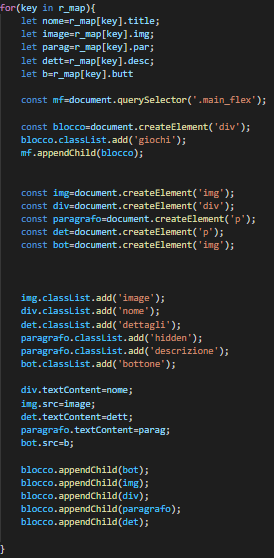 for(key in r_map){
let nome=r_map[key].title;
let image=r_map[key].img;
let parag=r_map[key].par;
let dett=r_map[key].desc;
let b=r_map[key].butt
const mf=document.querySelector('.main_flex');
const blocco=document.createElement('div');
blocco.classList.add('giochi');
mf.appendChild(blocco);
const img=document.createElement('img');
const div=document.createElement('div');
const paragrafo=document.createElement('p');
const det=document.createElement('p');
const bot=document.createElement('img');
img.classList.add('image');
div.classList.add('nome');
det.classList.add('dettagli');
paragrafo.classList.add('hidden');
paragrafo.classList.add('descrizione');
bot.classList.add('bottone');
div.textContent=nome;
img.src=image;
det.textContent=dett;
paragrafo.textContent=parag;
bot.src=b;
blocco.appendChild(bot);
blocco.appendChild(img);
blocco.appendChild(div);
blocco.appendChild(paragrafo);
blocco.appendChild(det);
}